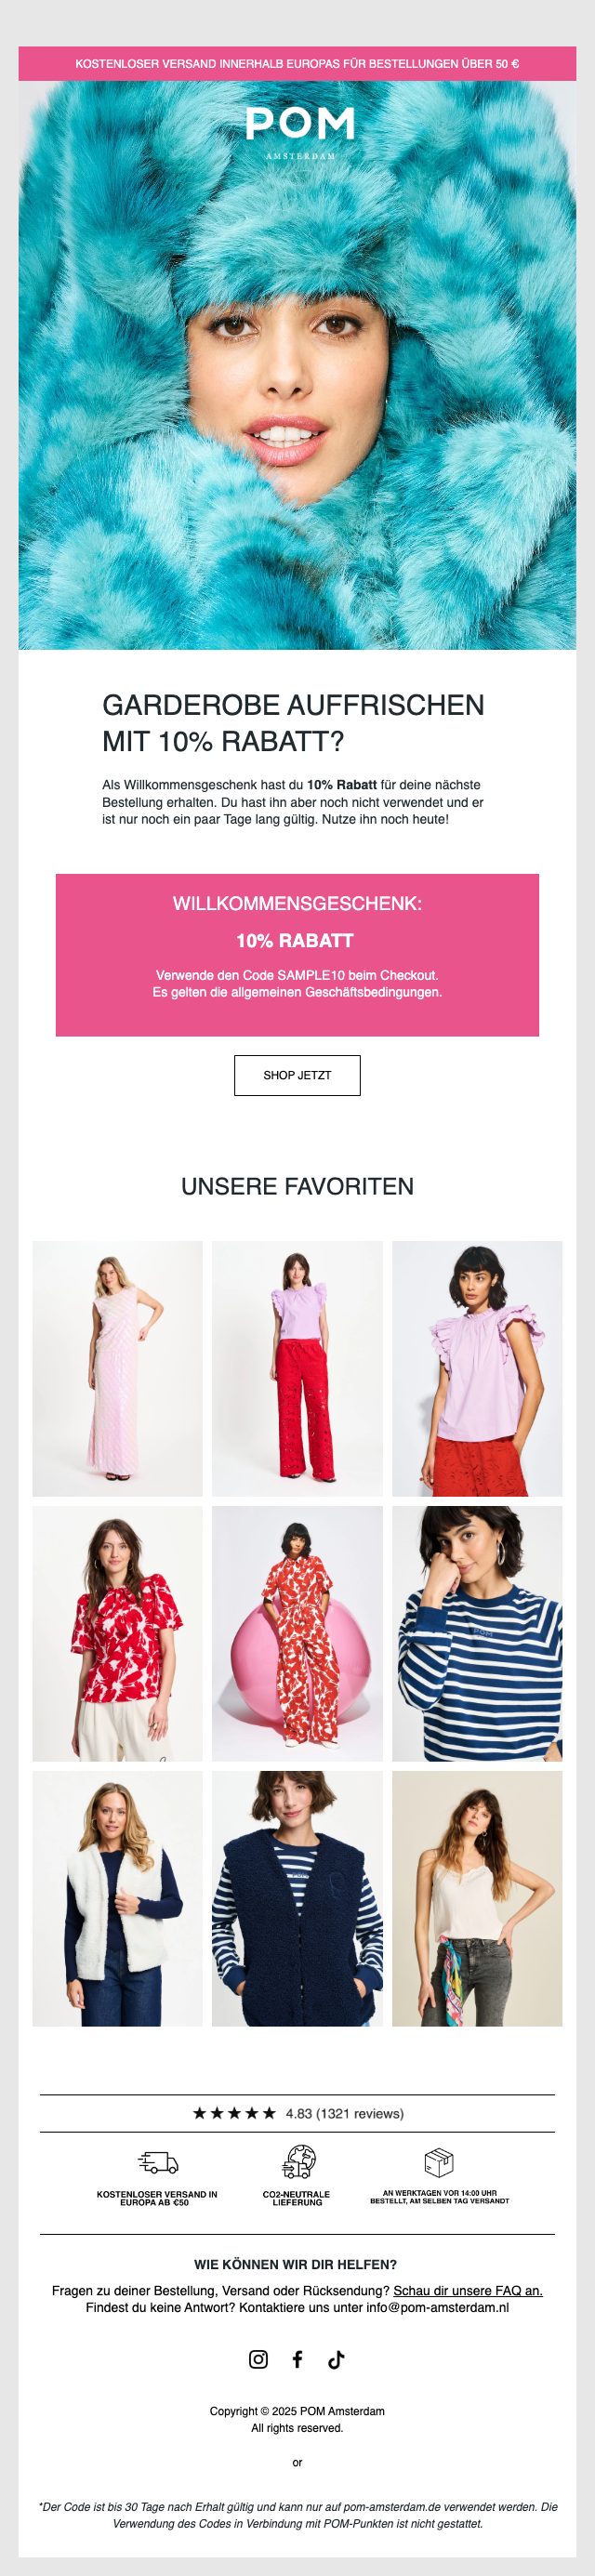 KOSTENLOSER VERSAND INNERHALB EUROPAS FÜR BESTELLUNGEN ÜBER 50 €
POM
AMSTERDAM
GARDEROBE AUFFRISCHEN
MIT 10% RABATT?
Als Willkommensgeschenk hast du 10% Rabatt für deine nächste
Bestellung erhalten. Du hast ihn aber noch nicht verwendet und er
ist nur noch ein paar Tage lang gültig. Nutze ihn noch heute!
WILLKOMMENSGESCHENK:
10% RABATT
Verwende den Code SAMPLE10 beim Checkout.
Es gelten die allgemeinen Geschäftsbedingungen.
SHOP JETZT
UNSERE FAVORITEN
POM
POM
4.83 (1321 reviews)
KOSTENLOSER VERSAND IN
EUROPA AB €50
CO2-NEUTRALE
LIEFERUNG
AN WERKTAGEN VOR 14:00 UHR
BESTELLT, AM SELBEN TAG VERSANDT
WIE KÖNNEN WIR DIR HELFEN?
Fragen zu deiner Bestellung, Versand oder Rücksendung? Schau dir unsere FAQ an.
Findest du keine Antwort? Kontaktiere uns unter info@pom-amsterdam.nl
Copyright © 2025 POM Amsterdam
All rights reserved.
or
*Der Code ist bis 30 Tage nach Erhalt gültig und kann nur auf pom-amsterdam.de verwendet werden. Die
Verwendung des Codes in Verbindung mit POM-Punkten ist nicht gestattet.